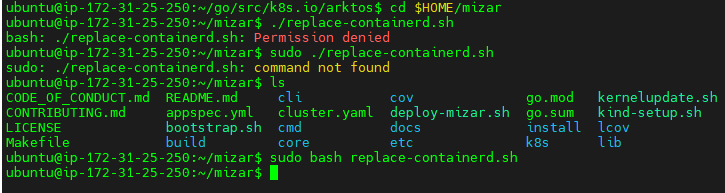 ubuntu@ip-172-31-25-250:~/go/src/k8s.io/arktos$ cd $HOME/mizar
ubuntu@ip-172-31-25-250:~/mizar$ ./replace-containerd.sh
bash: ./replace-containerd.sh: Permission denied
ubuntu@ip-172-31-25-250:~/mizar$ sudo ./replace-containerd.sh
sudo: ./replace-containerd.sh: command not found
ubuntu@ip-172-31-25-250:~/mizar$ ls
CODE_OF_CONDUCT.md README.md cli cov go.mod kernelupdate.sh
CONTRIBUTING.md appspec.yml cluster.yaml deploy-mizar.sh go.sum kind-setup.sh
LICENSE bootstrap.sh cmd docs install lcov
Makefile build core etc k8s lib
ubuntu@ip-172-31-25-250:~/mizar$ sudo bash replace-containerd.sh
ubuntu@ip-172-31-25-250:~/mizar$